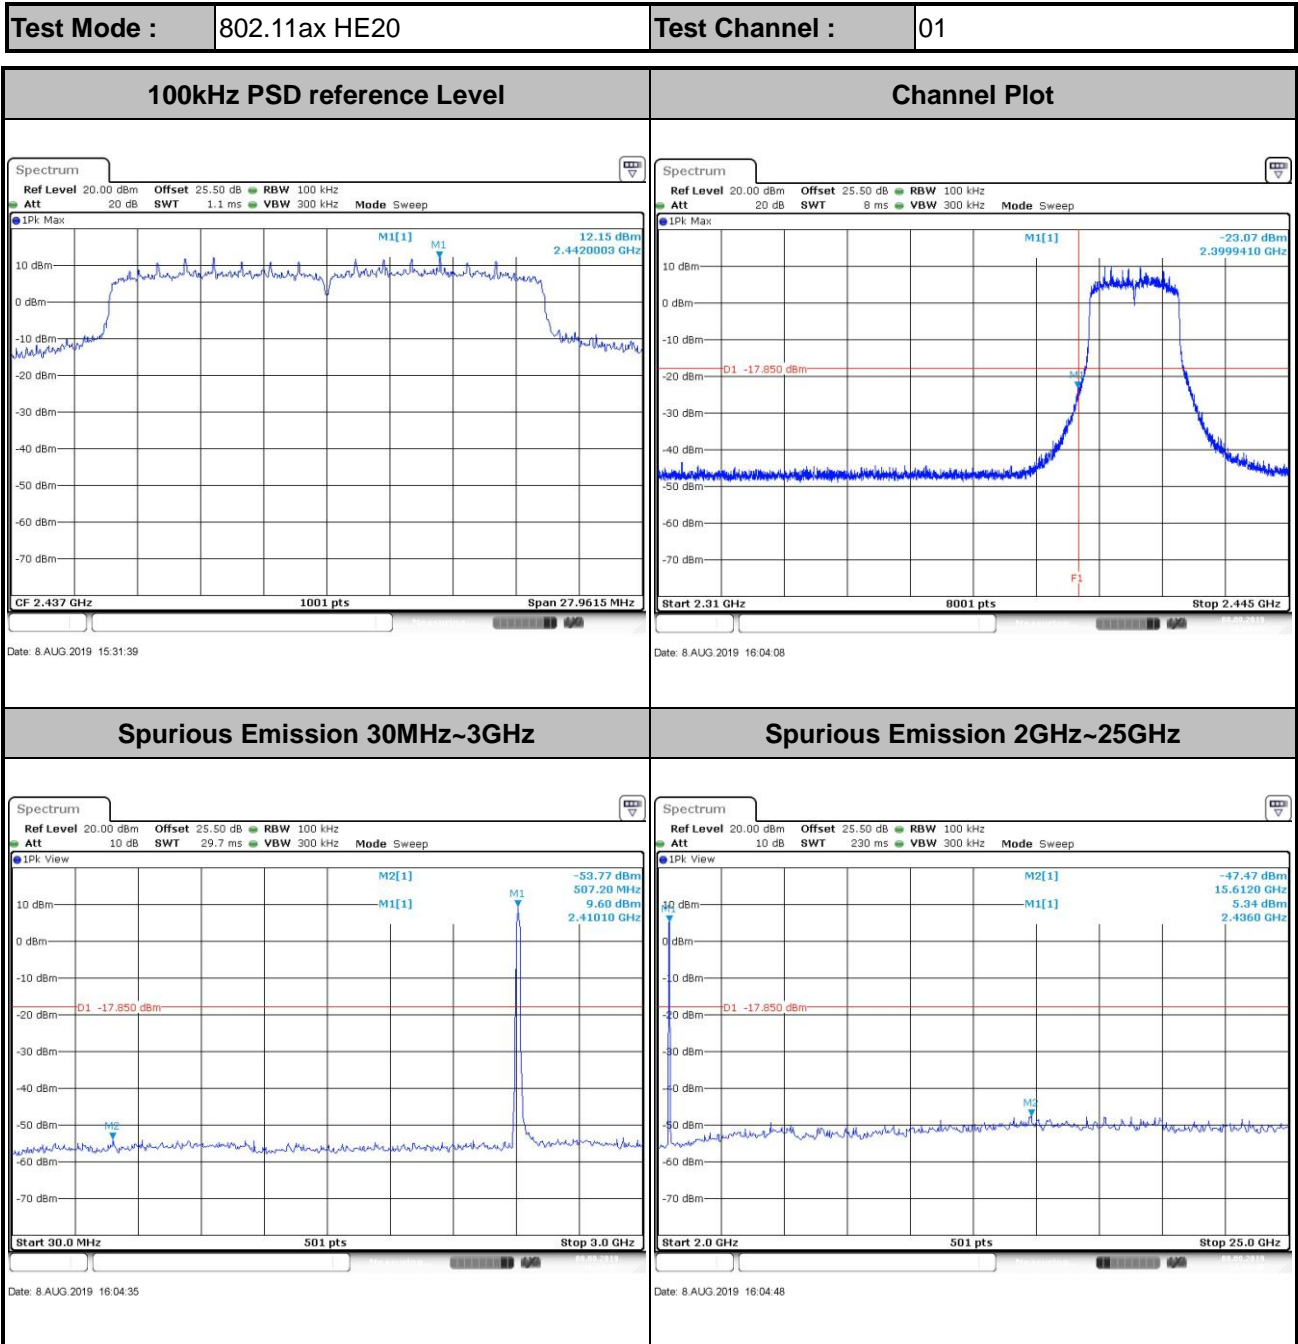 Test Mode : 802.11ax HE20 Test Channel : 01
100kHz PSD reference Level
Spectrum
Ref Level 20.00 dBm Offset 25.50 dB RBW 100 kHz
Att 20 dB SWT 1.1 ms VBW 300 kHz Mode Sweep
1Pk Max
M1[1] 12.15 dBm
2.4420003 GHz
M1
10 dBm
0 dBm
-10 dBm
-20 dBm
-30 dBm
-40 dBm
-50 dBm
-60 dBm
-70 dBm
CF 2.437 GHz 1001 pts Span 27.9615 MHz
Date: 8.AUG.2019 15:31:39
Channel Plot
Spectrum
Ref Level 20.00 dBm Offset 25.50 dB RBW 100 kHz
Att 20 dB SWT 8 ms VBW 300 kHz Mode Sweep
1Pk Max
M1[1] -23.07 dBm
2.3999410 GHz
10 dBm
0 dBm
-10 dBm
D1 -17.850 dBm
-20 dBm
M1
-30 dBm
-40 dBm
-50 dBm
-60 dBm
-70 dBm
F1
Start 2.31 GHz 8001 pts Stop 2.445 GHz
Date: 8.AUG.2019 16:04:08
Spurious Emission 30MHz~3GHz
Spectrum
Ref Level 20.00 dBm Offset 25.50 dB RBW 100 kHz
Att 10 dB SWT 29.7 ms VBW 300 kHz Mode Sweep
1Pk View
M2[1] -53.77 dBm
507.20 MHz
M1[1] 9.60 dBm
2.41010 GHz
M1
10 dBm
0 dBm
-10 dBm
D1 -17.850 dBm
-20 dBm
-30 dBm
-40 dBm
-50 dBm
M2
-60 dBm
-70 dBm
Start 30.0 MHz 501 pts Stop 3.0 GHz
Date: 8.AUG.2019 16:04:35
Spurious Emission 2GHz~25GHz
Spectrum
Ref Level 20.00 dBm Offset 25.50 dB RBW 100 kHz
Att 10 dB SWT 230 ms VBW 300 kHz Mode Sweep
1Pk View
M2[1] -47.47 dBm
15.6120 GHz
M1[1] 5.34 dBm
2.4360 GHz
10 dBm
M1
0 dBm
-10 dBm
D1 -17.850 dBm
-20 dBm
-30 dBm
-40 dBm
M2
-50 dBm
-60 dBm
-70 dBm
Start 2.0 GHz 501 pts Stop 25.0 GHz
Date: 8.AUG.2019 16:04:48